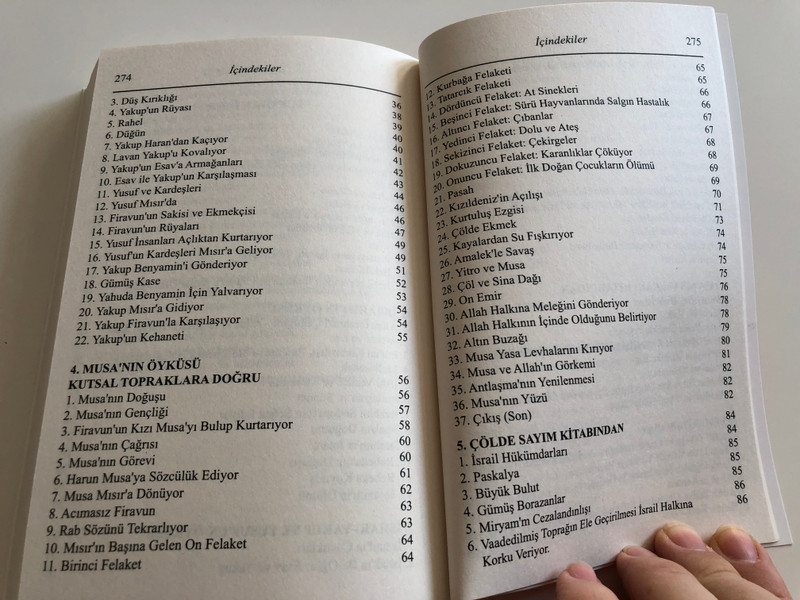 274 İçindekiler
3. Düş Kırıklığı 36
4. Yakup'un Rüyası 38
5. Rahel 39
6. Düğün 40
7. Yakup Haran'dan Kaçıyor 40
8. Lavan Yakup'u Kovalıyor 41
9. Yakup'un Esav'a Armağanları 42
10. Esav ile Yakup'un Karşılaşması 43
11. Yusuf ve Kardeşleri 44
12. Yusuf Mısır'da 46
13. Firavun'un Sakisi ve Ekmekçisi 46
14. Firavun'un Rüyaları 47
15. Yusuf İnsanları Açlıktan Kurtarıyor 49
16. Yusuf'un Kardeşleri Mısır'a Geliyor 49
17. Yakup Benyamin'i Gönderiyor 51
18. Gümüş Kase 52
19. Yahuda Benyamin İçin Yalvarıyor 53
20. Yakup Mısır'a Gidiyor 54
21. Yakup Firavun'la Karşılaşıyor 54
22. Yakup'un Kehaneti 55
4. MUSA'NIN ÖYKÜSÜ
KUTSAL TOPRAKLARA DOĞRU 56
1. Musa'nın Doğuşu 56
2. Musa'nın Gençliği 57
3. Firavun'un Kızı Musa'yı Bulup Kurtarıyor 58
4. Musa'nın Çağrısı 60
5. Musa'nın Görevi 60
6. Harun Musa'ya Sözcülük Ediyor 61
7. Musa Mısır'a Dönüyor 62
8. Acımasız Firavun 63
9. Rab Sözünü Tekrarlıyor 63
10. Mısır'ın Başına Gelen On Felaket 64
11. Birinci Felaket 64
İçindekiler 275
12. Kurbağa Felaketi 65
13. Tatarcık Felaketi 65
14. Dördüncü Felaket: At Sinekleri 66
15. Beşinci Felaket: Sürü Hayvanlarında Salgın Hastalık 66
16. Altıncı Felaket: Çıbanlar 67
17. Yedinci Felaket: Dolu ve Ateş 67
18. Sekizinci Felaket: Çekirgeler 68
19. Dokuzuncu Felaket: Karanlıklar Çöküyor 68
20. Onuncu Felaket: İlk Doğan Çocukların Ölümü 69
21. Pasah 69
22. Kızıldeniz'in Açılışı 70
23. Kurtuluş Ezgisi 71
24. Çölde Ekmek 73
25. Kayalardan Su Fışkırıyor 74
26. Amalek'le Savaş 74
27. Yitro ve Musa 75
28. Çöl ve Sina Dağı 75
29. On Emir 76
30. Allah Halkına Meleğini Gönderiyor 78
31. Allah Halkının İçinde Olduğunu Belirtiyor 78
32. Altın Buzağı 79
33. Musa Yasa Levhalarını Kırıyor 80
34. Musa ve Allah'ın Görkemi 81
35. Antlaşma'nın Yenilenmesi 82
36. Musa'nın Yüzü 82
37. Çıkış (Son) 82
5. ÇÖLDE SAYIM KİTABINDAN 84
1. İsrail Hükümdarları 84
2. Paskalya 85
3. Büyük Bulut 85
4. Gümüş Borazanlar 85
5. Miryam'ın Cezalandınlışı 86
6. Vaadedilmiş Toprağın Ele Geçirilmesi İsrail Halkına 86
Korku Veriyor.